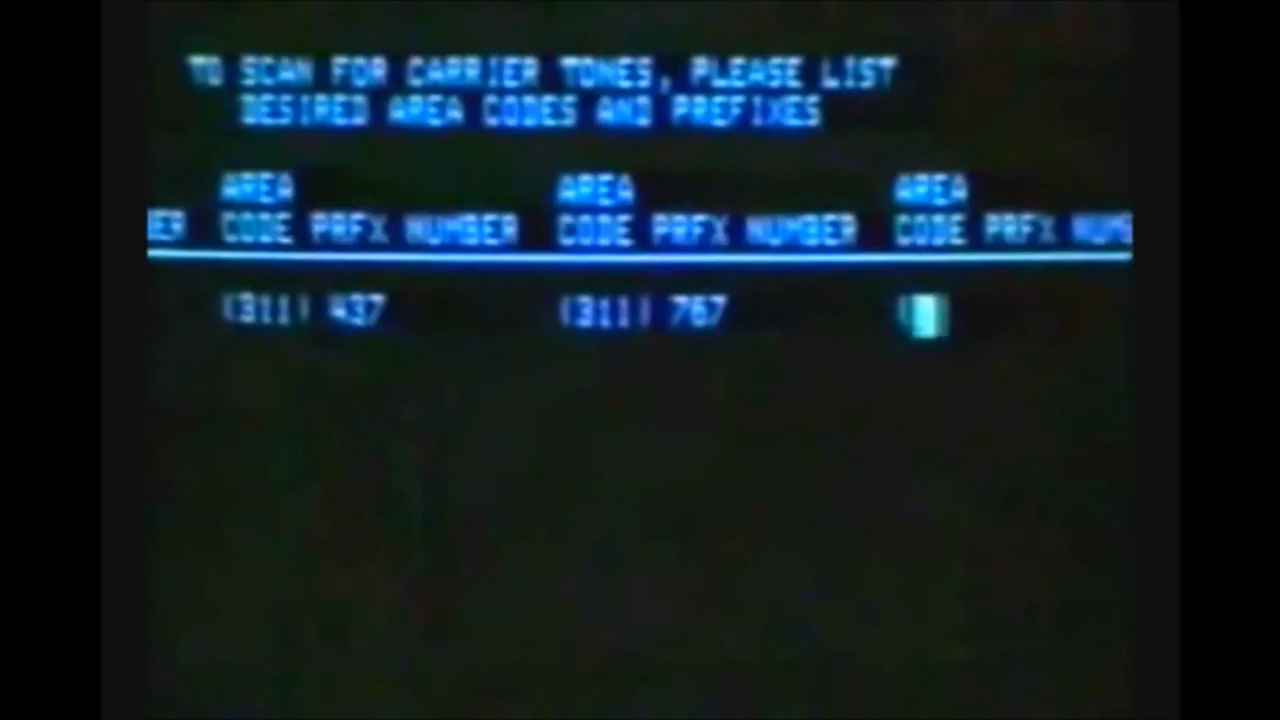 TO SCAN FOR CARRIER TONES, PLEASE LIST
DESIRED AREA CODES AND PREFIXES
AREA AREA AREA
CODE PRFX NUMBER CODE PRFX NUMBER CODE PRFX
(311) 437 (311) 767 (